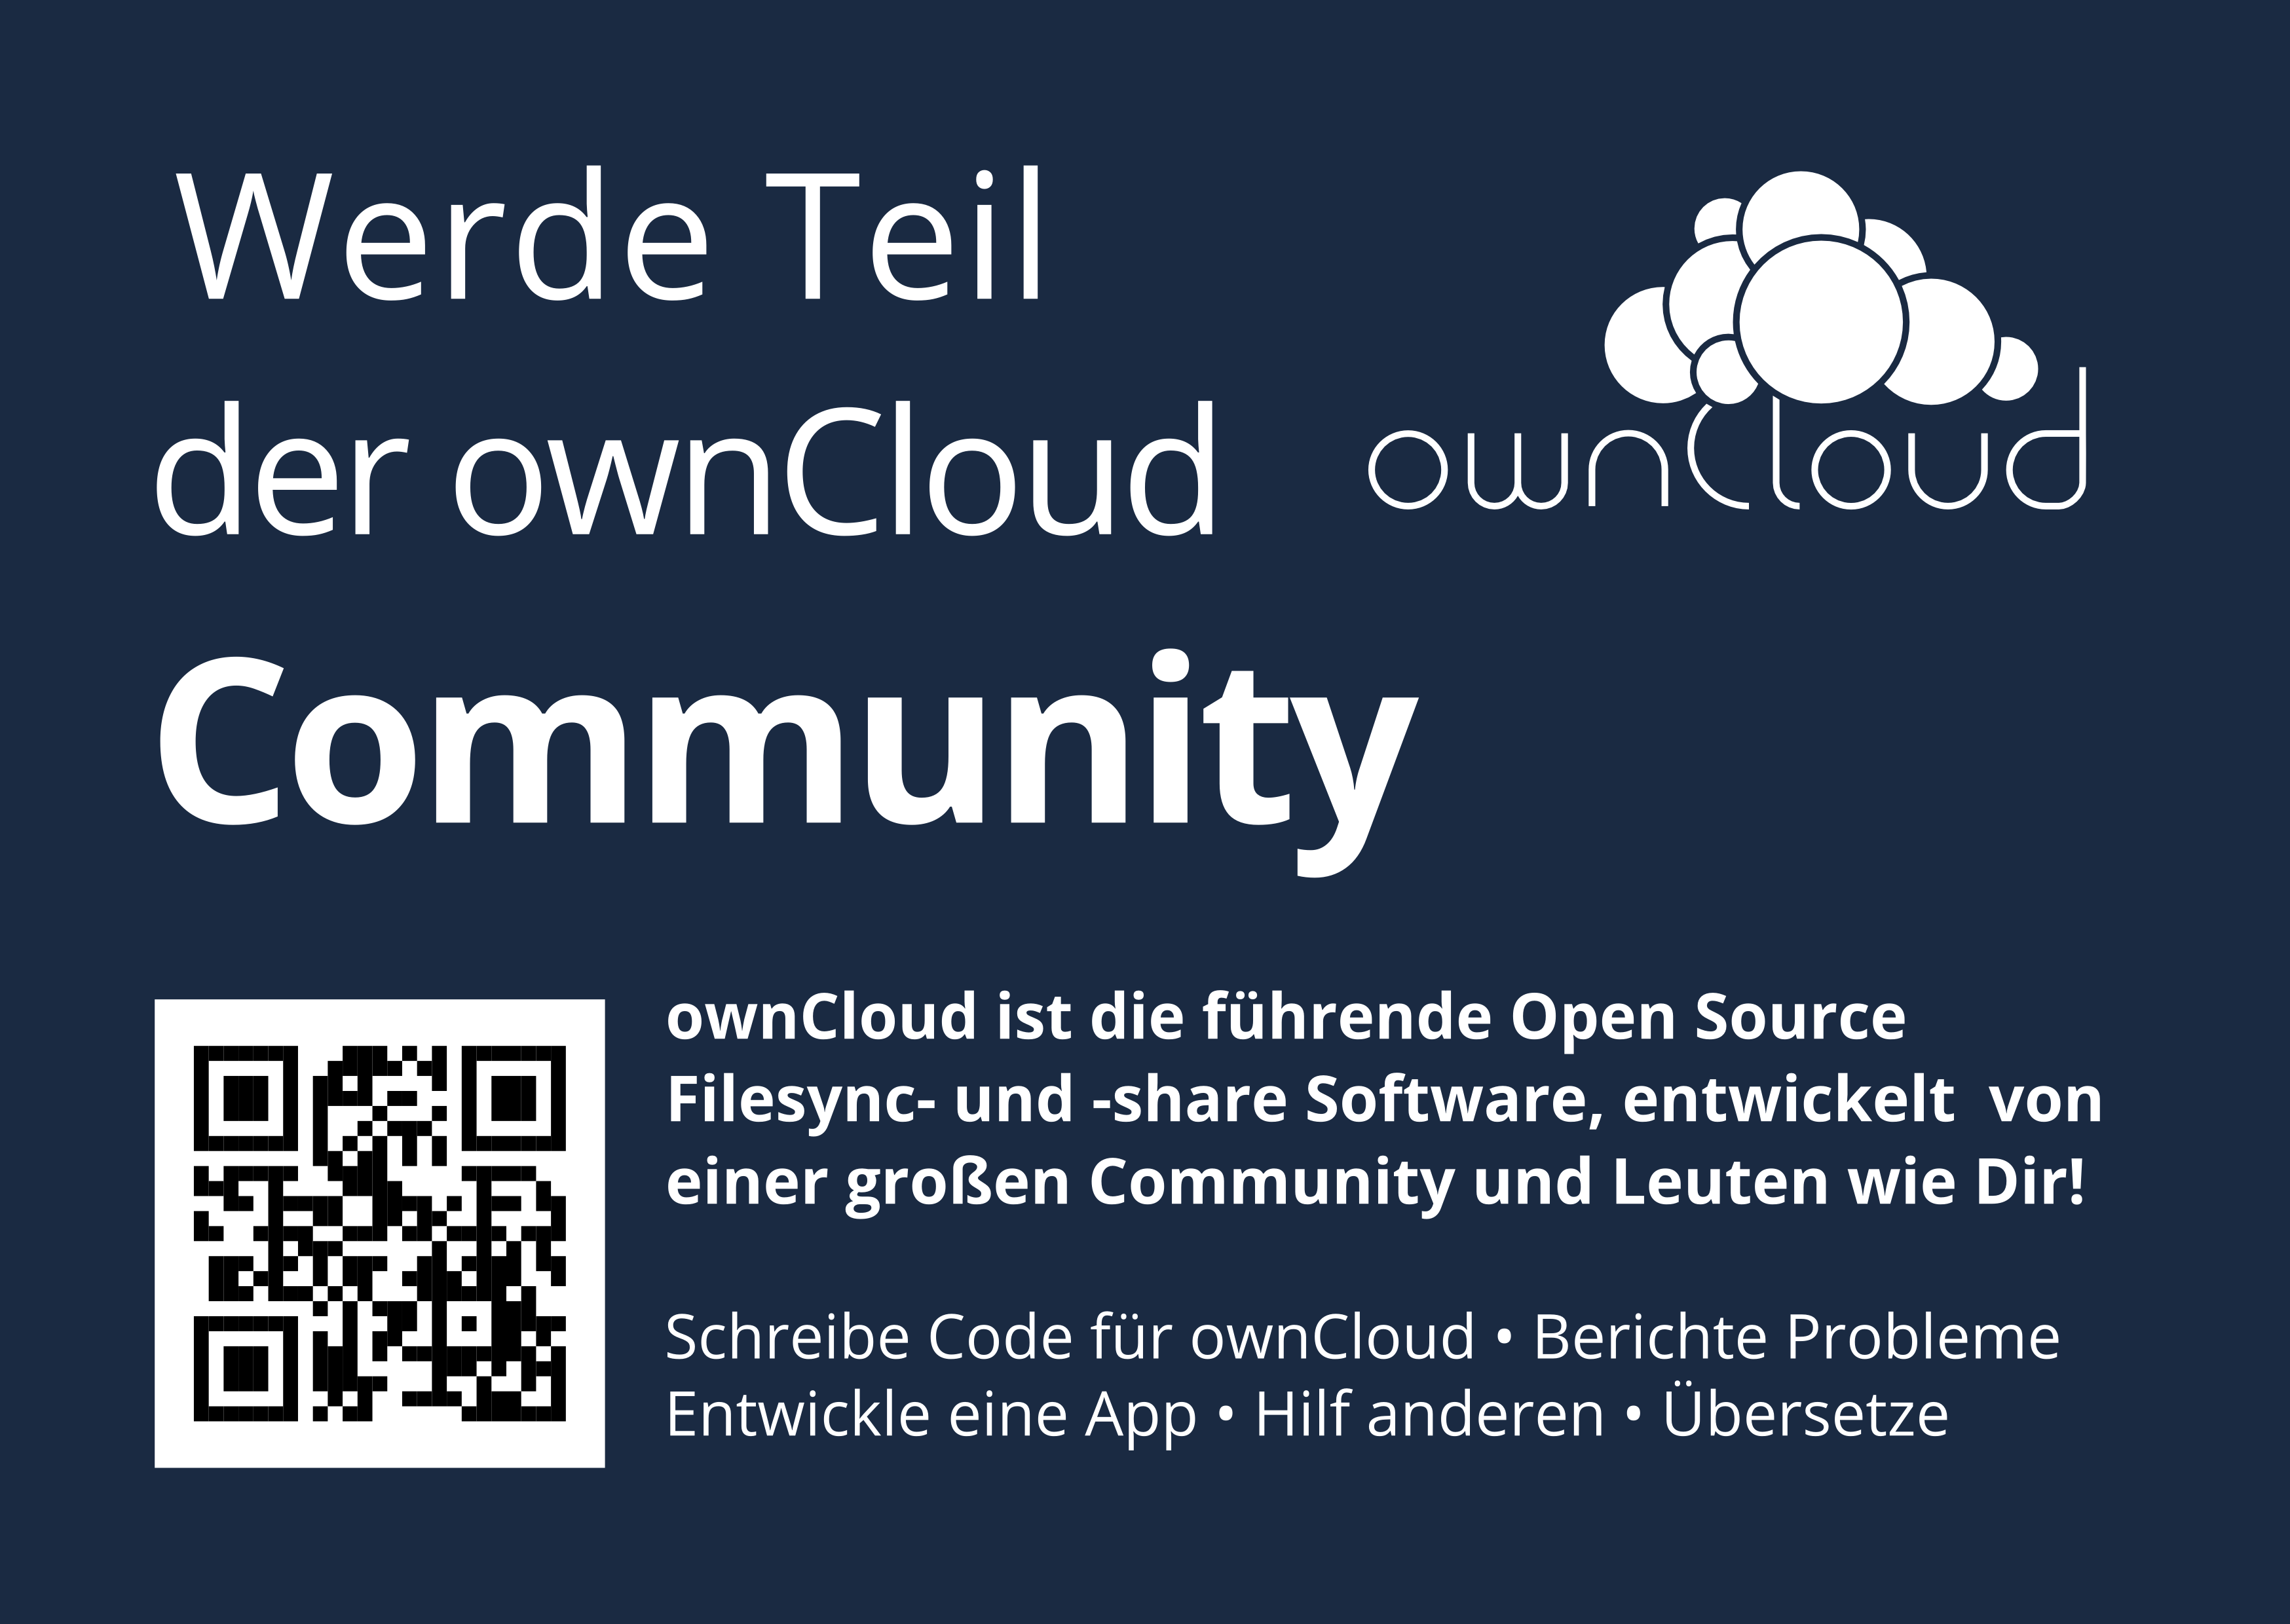 Werde Teil
der ownCloud
Community
ownCloud
ownCloud ist die führende Open Source
Filesync- und -share Software, entwickelt  von
einer großen Community und Leuten wie Dir!
Schreibe Code für ownCloud • Berichte Probleme
Entwickle eine App • Hilf anderen • Übersetze